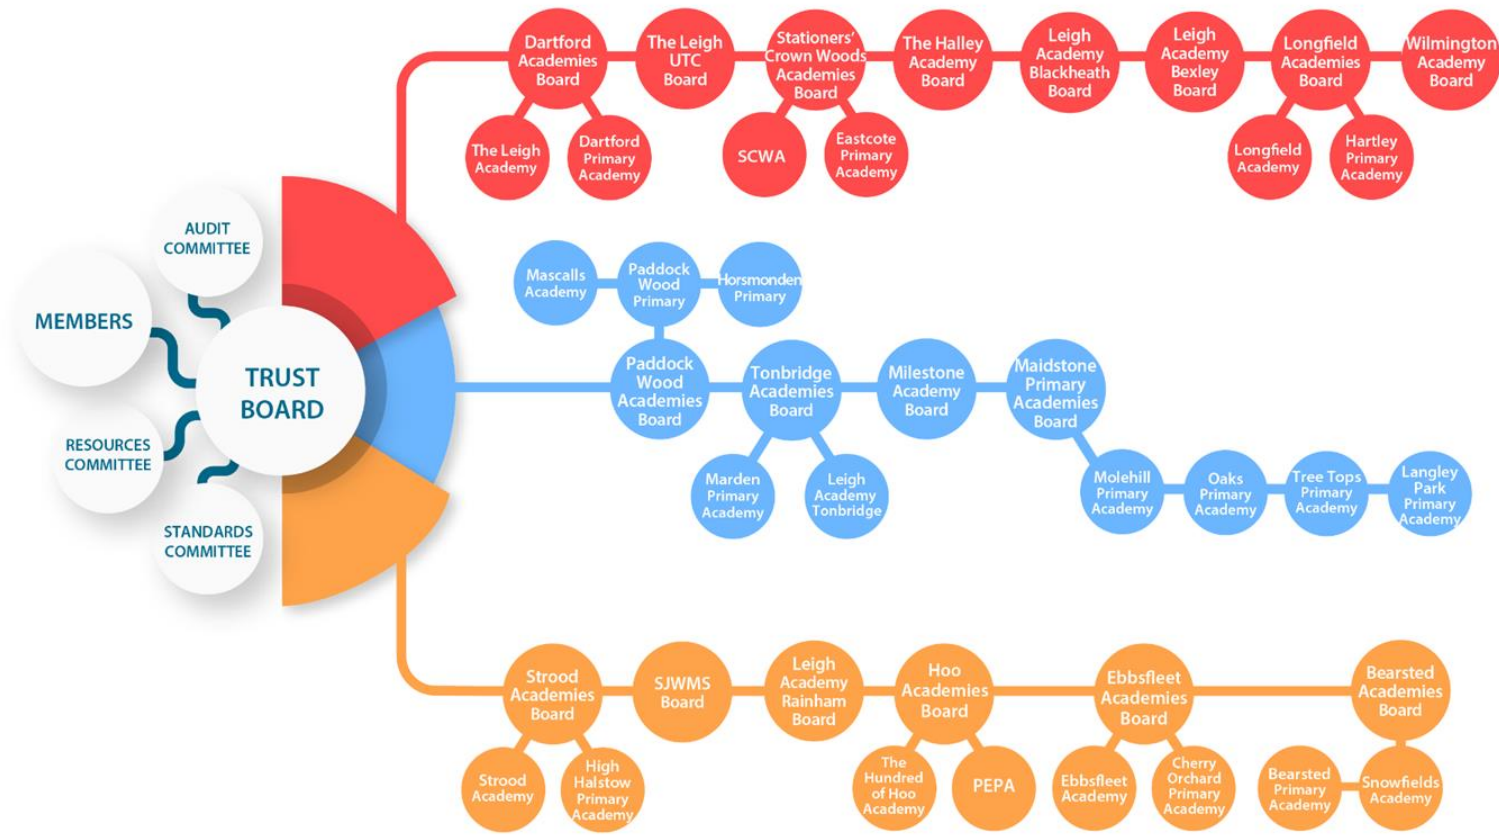 AUDIT
COMMITTEE
MEMBERS
TRUST
BOARD
RESOURCES
COMMITTEE
STANDARDS
COMMITTEE
Dartford
Academies
Board
The Leigh
Academy
Dartford
Primary
Academy
The Leigh
UTC
Board
Stationers'
Crown Woods
Academies
Board
SCWA
Eastcote
Primary
Academy
The Halley
Academy
Board
Leigh
Academy
Blackheath
Board
Leigh
Academy
Bexley
Board
Longfield
Academies
Board
Longfield
Academy
Hartley
Primary
Academy
Wilmington
Academy
Board
Mascalls
Academy
Paddock
Wood
Primary
Horsmonden
Primary
Paddock
Wood
Academies
Board
Tonbridge
Academies
Board
Marden
Primary
Academy
Leigh
Academy
Tonbridge
Milestone
Academy
Board
Maidstone
Primary
Academies
Board
Molehill
Primary
Academy
Oaks
Primary
Academy
Tree Tops
Primary
Academy
Langley
Park
Primary
Academy
Strood
Academies
Board
Strood
Academy
High
Halstow
Primary
Academy
SJWMS
Board
Leigh
Academy
Rainham
Board
Hoo
Academies
Board
The
Hundred
of Hoo
Academy
PEPA
Ebbsfleet
Academies
Board
Ebbsfleet
Academy
Cherry
Orchard
Primary
Academy
Bearsted
Academies
Board
Bearsted
Primary
Academy
Snowfields
Academy